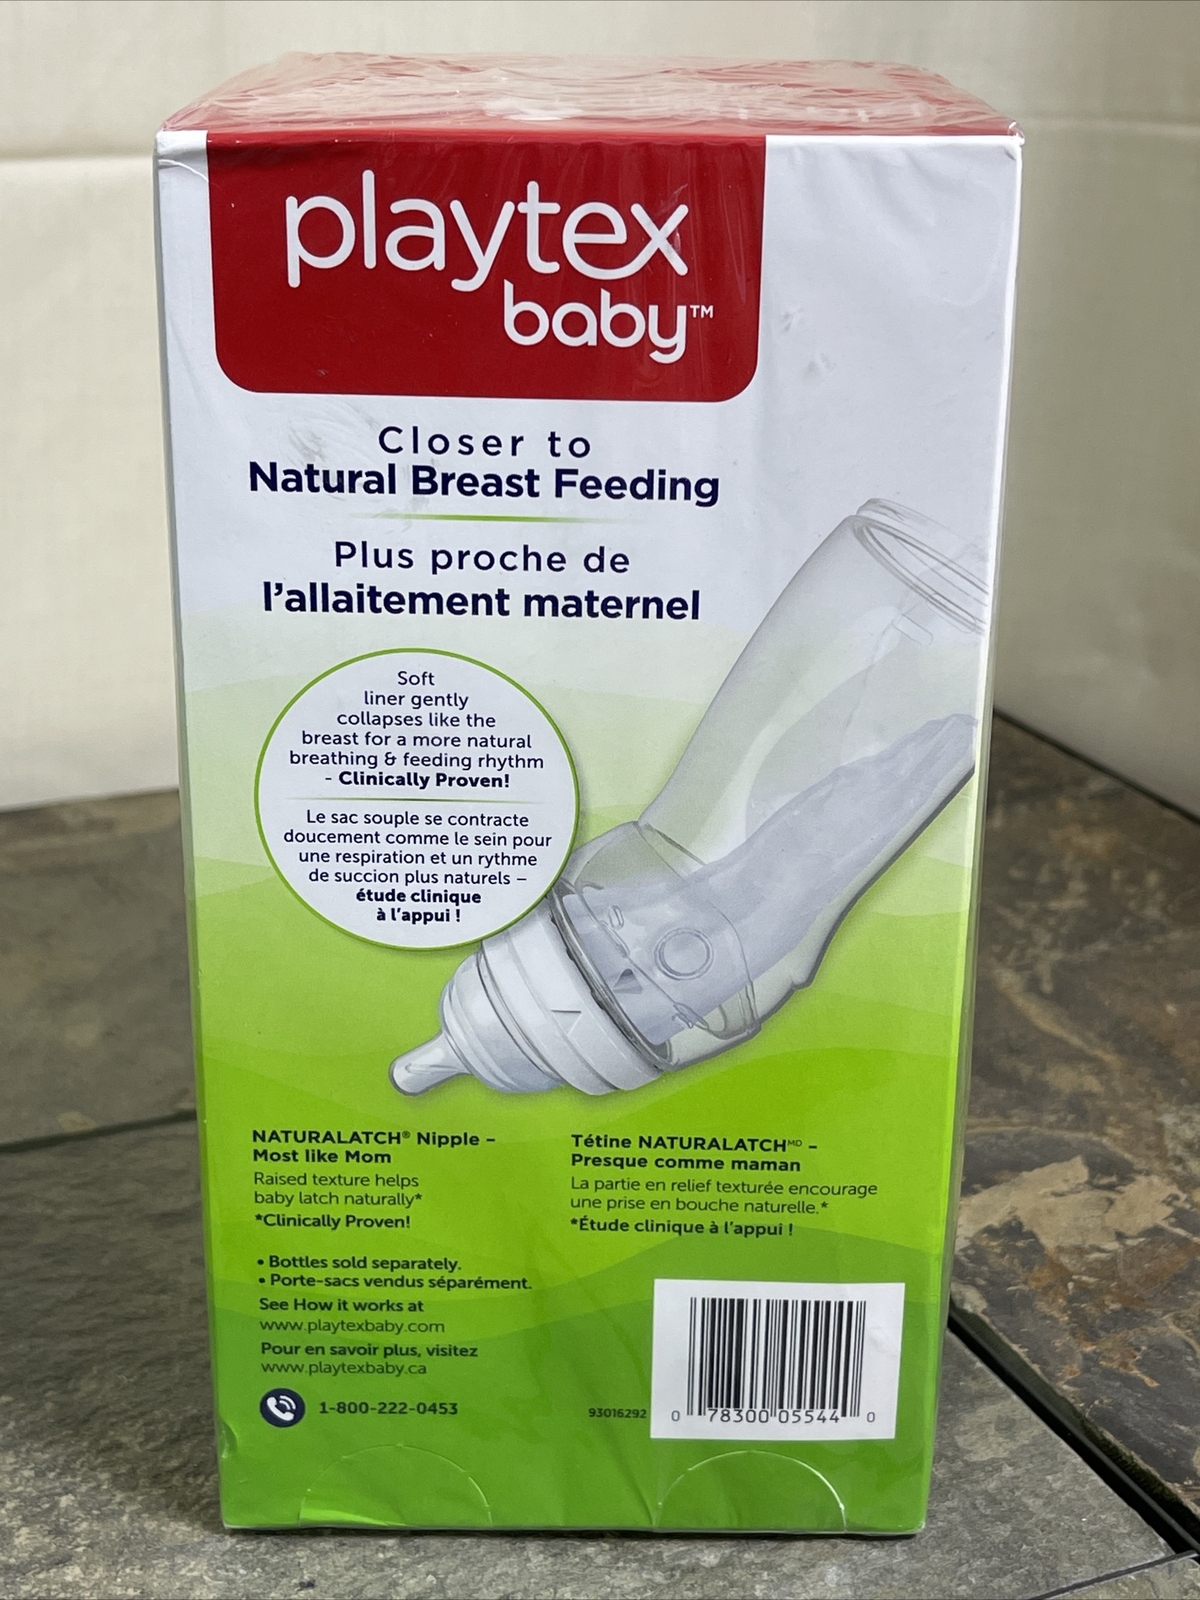 playtex
baby™
Closer to
Natural Breast Feeding
Plus proche de
l'allaitement maternel
Soft
liner gently
collapses like the
breast for a more natural
breathing & feeding rhythm
- Clinically Proven!
Le sac souple se contracte
doucement comme le sein pour
une respiration et un rythme
de succion plus naturels –
étude clinique
à l'appui !
NATURALATCH® Nipple –
Most like Mom
Raised texture helps
baby latch naturally*
*Clinically Proven!
Tétine NATURALATCHᴹᴰ –
Presque comme maman
La partie en relief texturée encourage
une prise en bouche naturelle.*
*Étude clinique à l'appui !
• Bottles sold separately.
• Porte-sacs vendus séparément.
See How it works at
www.playtexbaby.com
Pour en savoir plus, visitez
www.playtexbaby.ca
1-800-222-0453
93016292
0 78300 05544 0